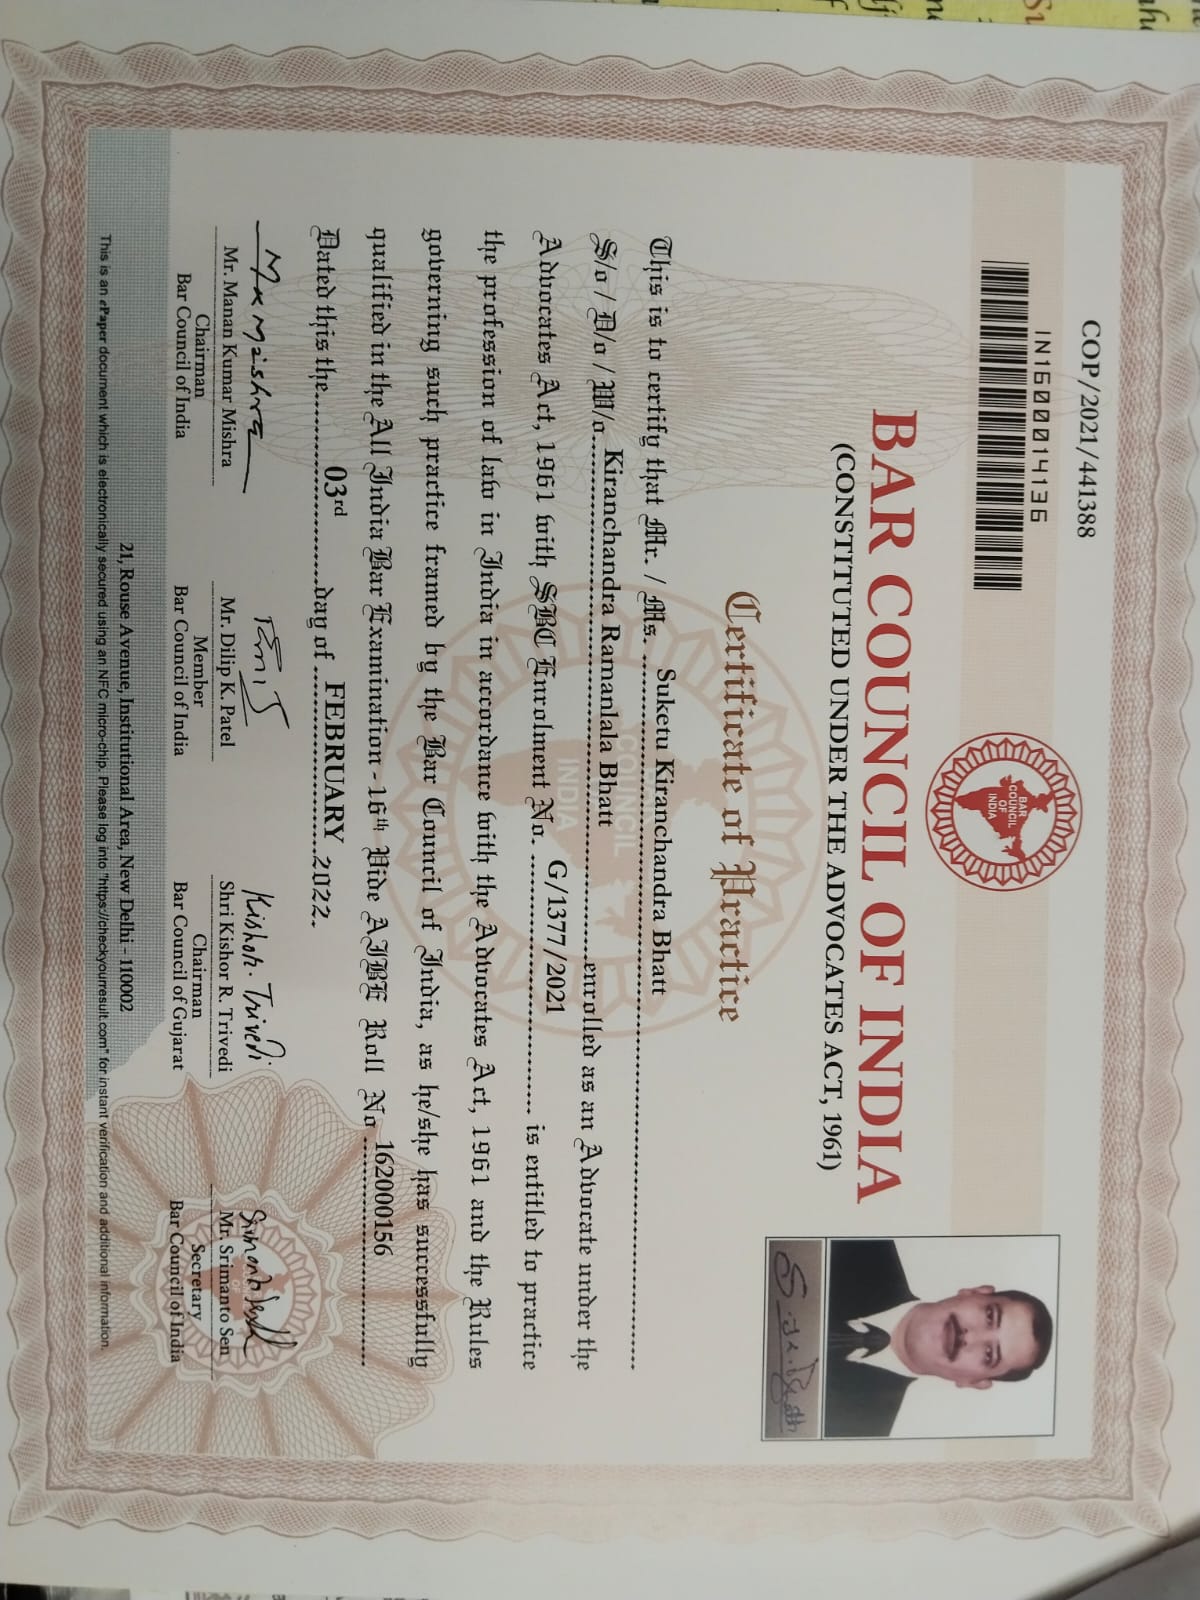 COP/2021/441388
IN1600014136
BAR
COUNCIL
OF
INDIA
BAR COUNCIL OF INDIA
(CONSTITUTED UNDER THE ADVOCATES ACT, 1961)
Certificate of Practice
This is to certify that Mr. / Ms. Suketu Kiranchandra Bhatt
S/o / D/o / W/o Kiranchandra Ramanlala Bhatt enrolled as an Advocate under the
Advocates Act, 1961 with SBC Enrolment No. G/1377/2021 is entitled to practice
the profession of law in India in accordance with the Advocates Act, 1961 and the Rules
governing such practice framed by the Bar Council of India, as he/she has successfully
qualified in the All India Bar Examination - 16th Vide AIBE Roll No 162000156
Dated this the 03rd day of FEBRUARY 2022.
Kishor. Trivedi
Mr. Manan Kumar Mishra
Chairman
Bar Council of India
Mr. Dilip K. Patel
Member
Bar Council of India
Shri Kishor R. Trivedi
Chairman
Bar Council of Gujarat
Mr. Srimanto Sen
Secretary
Bar Council of India
21, Rouse Avenue, Institutional Area, New Delhi - 110002
This is an ePaper document which is electronically secured using an NFC micro-chip. Please log into "https://checkyourresult.com" for instant verification and additional information.